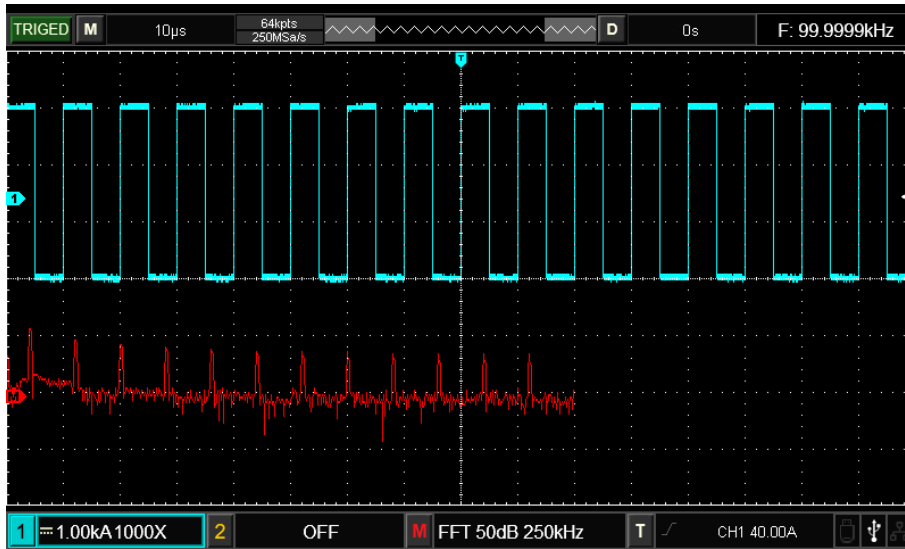 TRIGED M 10µs 64kpts D 0s F: 99.9999kHz
250MSa/s
T
1
M
1 1.00kA 1000X 2 OFF M FFT 50dB 250kHz T CH1 40.00A